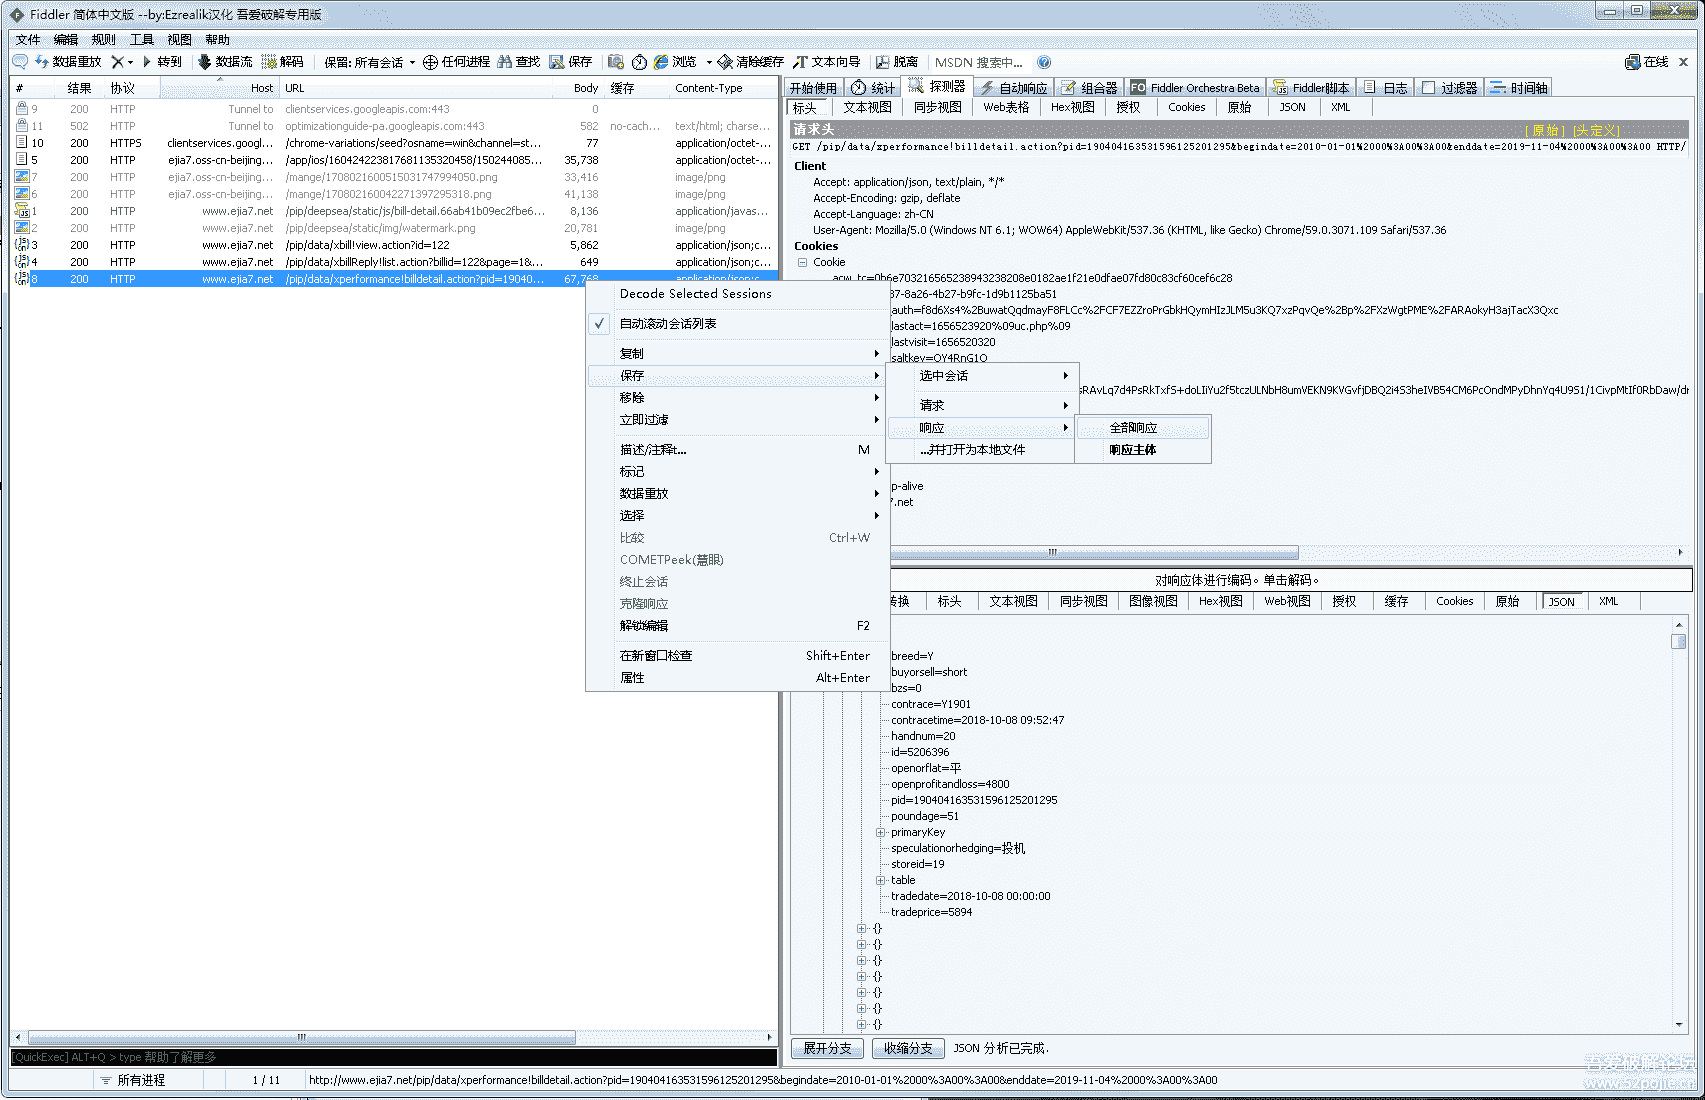 Fiddler 简体中文版 --by:Ezrealik汉化 吾爱破解专用版
文件 编辑 规则 工具 视图 帮助
数据重放 转到 数据流 解码 保留: 所有会话 任何进程 查找 保存 浏览 清除缓存 文本向导 脱离 MSDN 搜索中... 在线
# 结果 协议 Host URL Body 缓存 Content-Type
9 200 HTTP Tunnel to clientservices.googleapis.com:443 0
11 502 HTTP Tunnel to optimizationguide-pa.googleapis.com:443 582 no-cach... text/html; charse...
10 200 HTTPS clientservices.googl... /chrome-variations/seed?osname=win&channel=st... 77 application/octet-...
5 200 HTTP ejia7.oss-cn-beijing... /app/ios/160424223817681135320458/150244085... 35,738 application/octet-...
7 200 HTTP ejia7.oss-cn-beijing... /mange/170802160051503174799 4050.png 33,416 image/png
6 200 HTTP ejia7.oss-cn-beijing... /mange/170802160042271397295318.png 41,138 image/png
1 200 HTTP www.ejia7.net /pip/deepsea/static/js/bill-detail.66ab41b09ec2fbe6... 8,136 application/javas...
2 200 HTTP www.ejia7.net /pip/deepsea/static/img/watermark.png 20,781 image/png
3 200 HTTP www.ejia7.net /pip/data/xbill!view.action?id=122 5,862 application/json;c...
4 200 HTTP www.ejia7.net /pip/data/xbillReply!list.action?billid=122&page=1&... 649 application/json;c...
8 200 HTTP www.ejia7.net /pip/data/xperformance!billdetail.action?pid=19040... 67,768 application/json;c...
Decode Selected Sessions
自动滚动会话列表
复制
保存
移除
立即过滤
描述/注释t... M
标记
数据重放
选择
比较 Ctrl+W
COMETPeek(慧眼)
终止会话
克隆响应
解锁编辑 F2
在新窗口检查 Shift+Enter
属性 Alt+Enter
选中会话
请求
响应
...并打开为本地文件
全部响应
响应主体
开始使用 统计 探测器 自动响应 组合器 FO Fiddler Orchestra Beta Fiddler脚本 日志 过滤器 时间轴
标头 文本视图 同步视图 Web表格 Hex视图 授权 Cookies 原始 JSON XML
请求头 [ 原始 ] [头定义]
GET /pip/data/xperformance!billdetail.action?pid=190404163531596125201295&begindate=2010-01-01%2000%3A00%3A00&enddate=2019-11-04%2000%3A00%3A00 HTTP/
Client
Accept: application/json, text/plain, */*
Accept-Encoding: gzip, deflate
Accept-Language: zh-CN
User-Agent: Mozilla/5.0 (Windows NT 6.1; WOW64) AppleWebKit/537.36 (KHTML, like Gecko) Chrome/59.0.3071.109 Safari/537.36
Cookies
Cookie
acw_tc=0b6e703216565238943238208e0182ae1f21e0dfae07fd80c83cf60cef6c28
87-8a26-4b27-b9fc-1d9b1125ba51
auth=f8d6Xs4%2BuwatQqdmayF8FLCc%2FCF7EZZroPrGbkHQymHIzJLM5u3KQ7xzPqvQe%2Bp%2FXzWgtPME%2FARAokyH3ajTacX3Qxc
lastact=1656523920%09uc.php%09
lastvisit=1656520320
saltkey=OY4RnG1O
sRAvLq7d4PsRkTxfS+doLIiYu2f5tczULNbH8umVEKN9KVGvfjDBQ2i4S3heIVB54CM6PcOndMPyDhnYq4U9S1/1CivpMtIf0RbDaw/dr
p-alive
7.net
对响应体进行编码。单击解码。
转换 标头 文本视图 同步视图 图像视图 Hex视图 Web视图 授权 缓存 Cookies 原始 JSON XML
breed=Y
buyorsell=short
bzs=0
contrace=Y1901
contracetime=2018-10-08 09:52:47
handnum=20
id=5206396
openorflat=平
openprofitandloss=4800
pid=190404163531596125201295
poundage=51
primaryKey
speculationorhedging=投机
storeid=19
table
tradedate=2018-10-08 00:00:00
tradeprice=5894
{}
{}
{}
{}
{}
{}
{}
展开分支 收缩分支 JSON 分析已完成.
[QuickExec] ALT+Q > type 帮助了解更多
所有进程 1 / 11 http://www.ejia7.net/pip/data/xperformance!billdetail.action?pid=190404163531596125201295&begindate=2010-01-01%2000%3A00%3A00&enddate=2019-11-04%2000%3A00%3A00
吾爱破解论坛
www.52pojie.cn